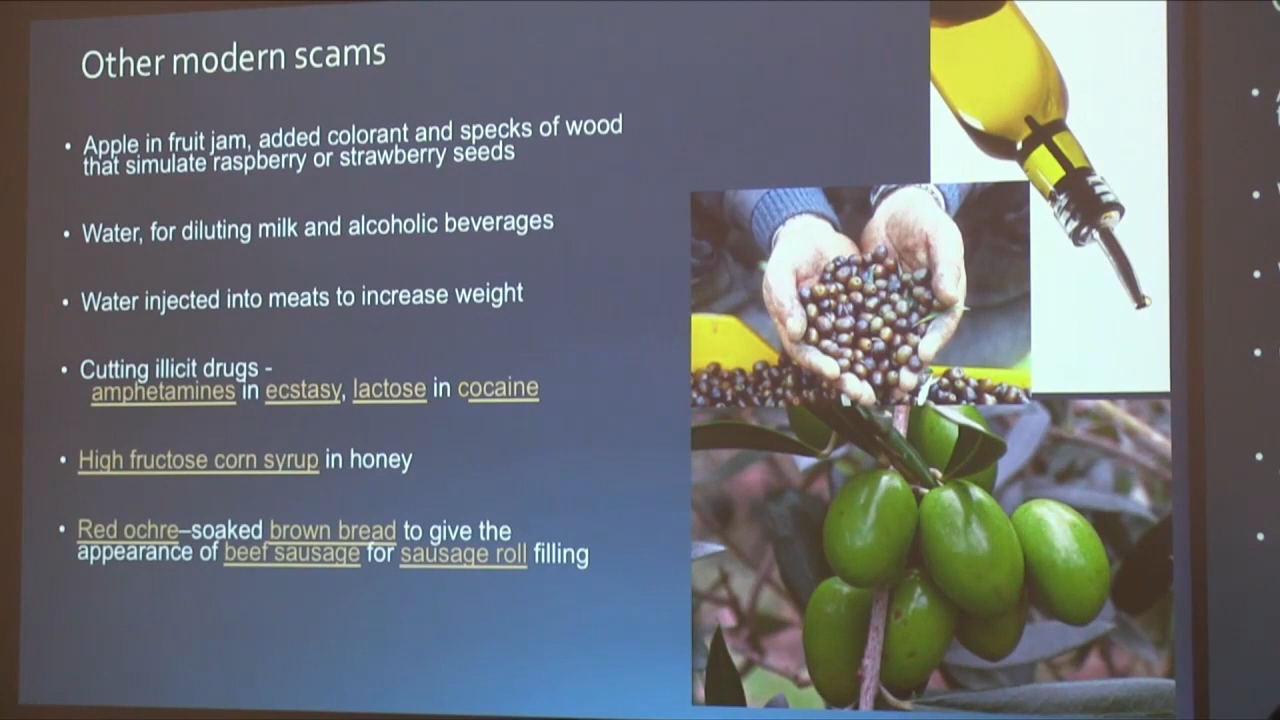 Other modern scams
• Apple in fruit jam, added colorant and specks of wood
that simulate raspberry or strawberry seeds
• Water, for diluting milk and alcoholic beverages
• Water injected into meats to increase weight
• Cutting illicit drugs -
amphetamines in ecstasy, lactose in cocaine
• High fructose corn syrup in honey
• Red ochre–soaked brown bread to give the
appearance of beef sausage for sausage roll filling